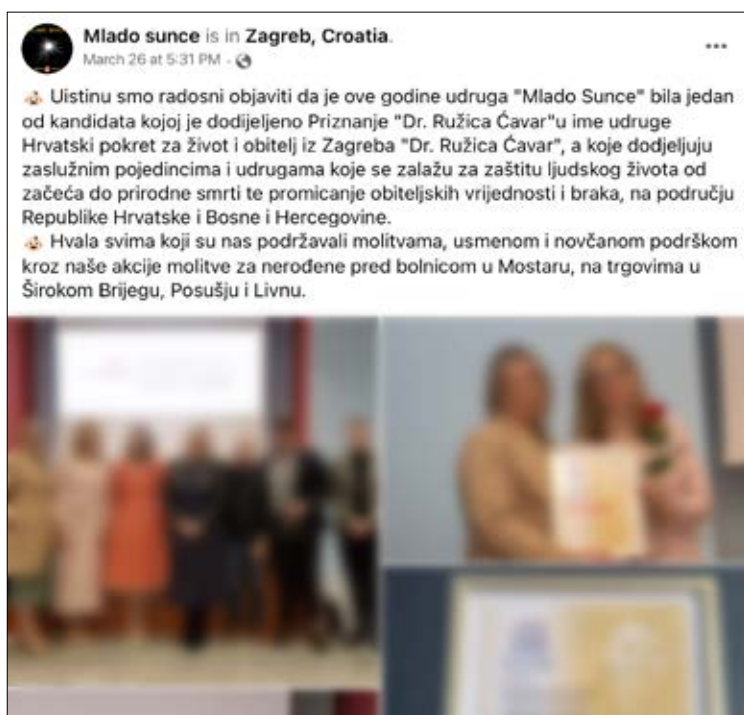 Mlado sunce is in Zagreb, Croatia.
March 26 at 5:31 PM ·
Uistinu smo radosni objaviti da je ove godine udruga "Mlado Sunce" bila jedan
od kandidata kojoj je dodijeljeno Priznanje "Dr. Ružica Ćavar"u ime udruge
Hrvatski pokret za život i obitelj iz Zagreba "Dr. Ružica Ćavar", a koje dodjeljuju
zaslužnim pojedincima i udrugama koje se zalažu za zaštitu ljudskog života od
začeća do prirodne smrti te promicanje obiteljskih vrijednosti i braka, na području
Republike Hrvatske i Bosne i Hercegovine.
Hvala svima koji su nas podržavali molitvama, usmenom i novčanom podrškom
kroz naše akcije molitve za nerođene pred bolnicom u Mostaru, na trgovima u
Širokom Brijegu, Posušju i Livnu.